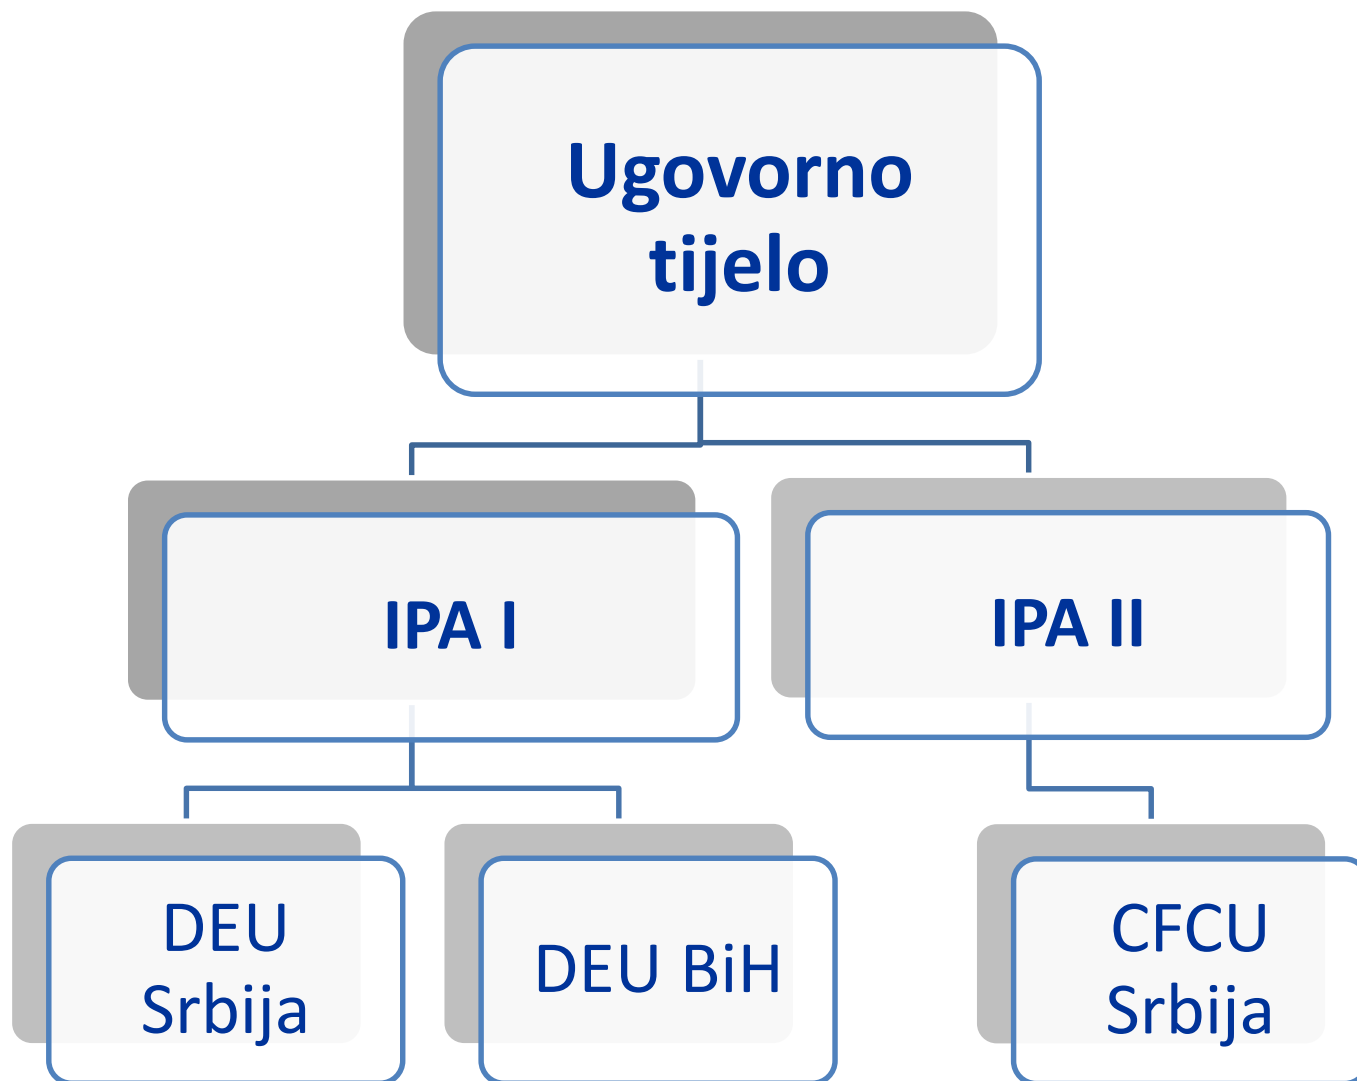 Ugovorno
tijelo
IPA I
IPA II
DEU
Srbija
DEU BiH
CFCU
Srbija